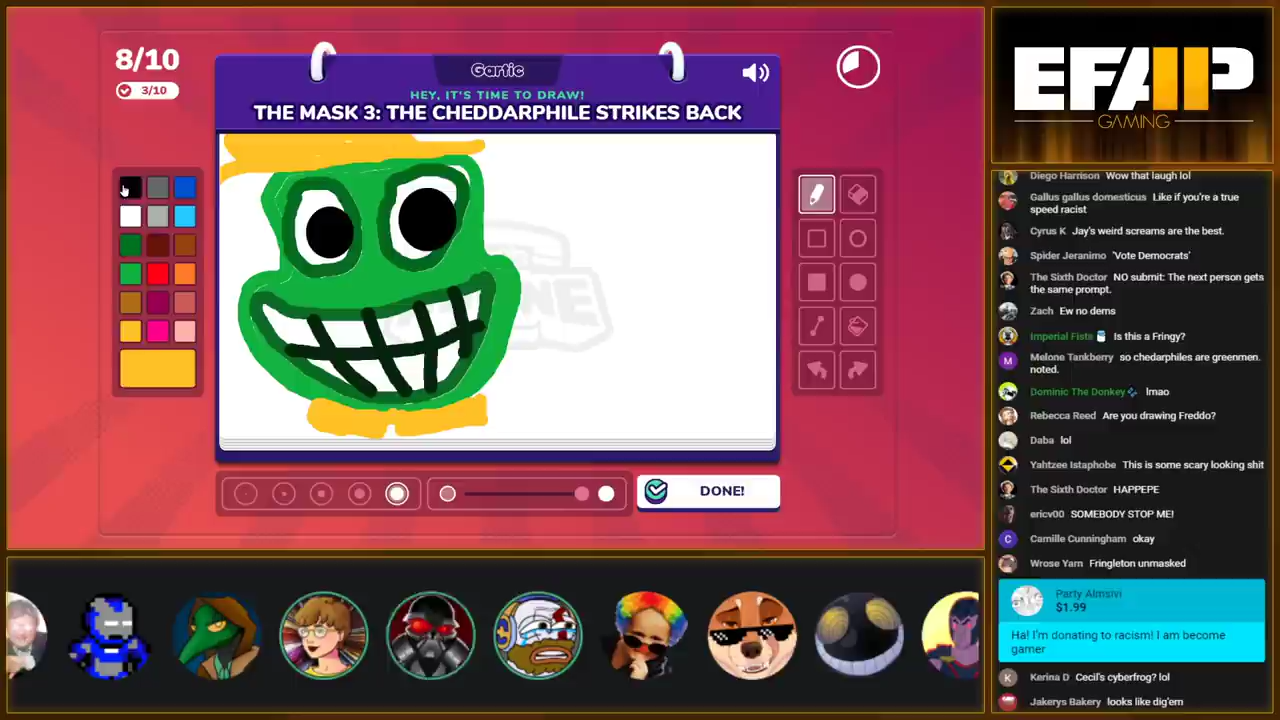 8/10
3/10
Gartic
HEY, IT'S TIME TO DRAW!
THE MASK 3: THE CHEDDARPHILE STRIKES BACK
DONE!
EFAP
GAMING
Diego Harrison Wow that laugh lol
Gallus gallus domesticus Like if you're a true
speed racist
Cyrus K Jay's weird screams are the best.
Spider Jeranimo 'Vote Democrats'
The Sixth Doctor NO submit: The next person gets
the same prompt.
Zach Ew no dems
Imperial Fists Is this a Fringy?
Melone Tankberry so chedarphiles are greenmen.
noted.
Dominic The Donkey lmao
Rebecca Reed Are you drawing Freddo?
Daba lol
Yahtzee Istaphobe This is some scary looking shit
The Sixth Doctor HAPPEPE
ericv00 SOMEBODY STOP ME!
Camille Cunningham okay
Wrose Yarn Fringleton unmasked
Party Almsivi
$1.99
Ha! I'm donating to racism! I am become
gamer
Kerina D Cecil's cyberfrog? lol
Jakerys Bakery looks like dig'em